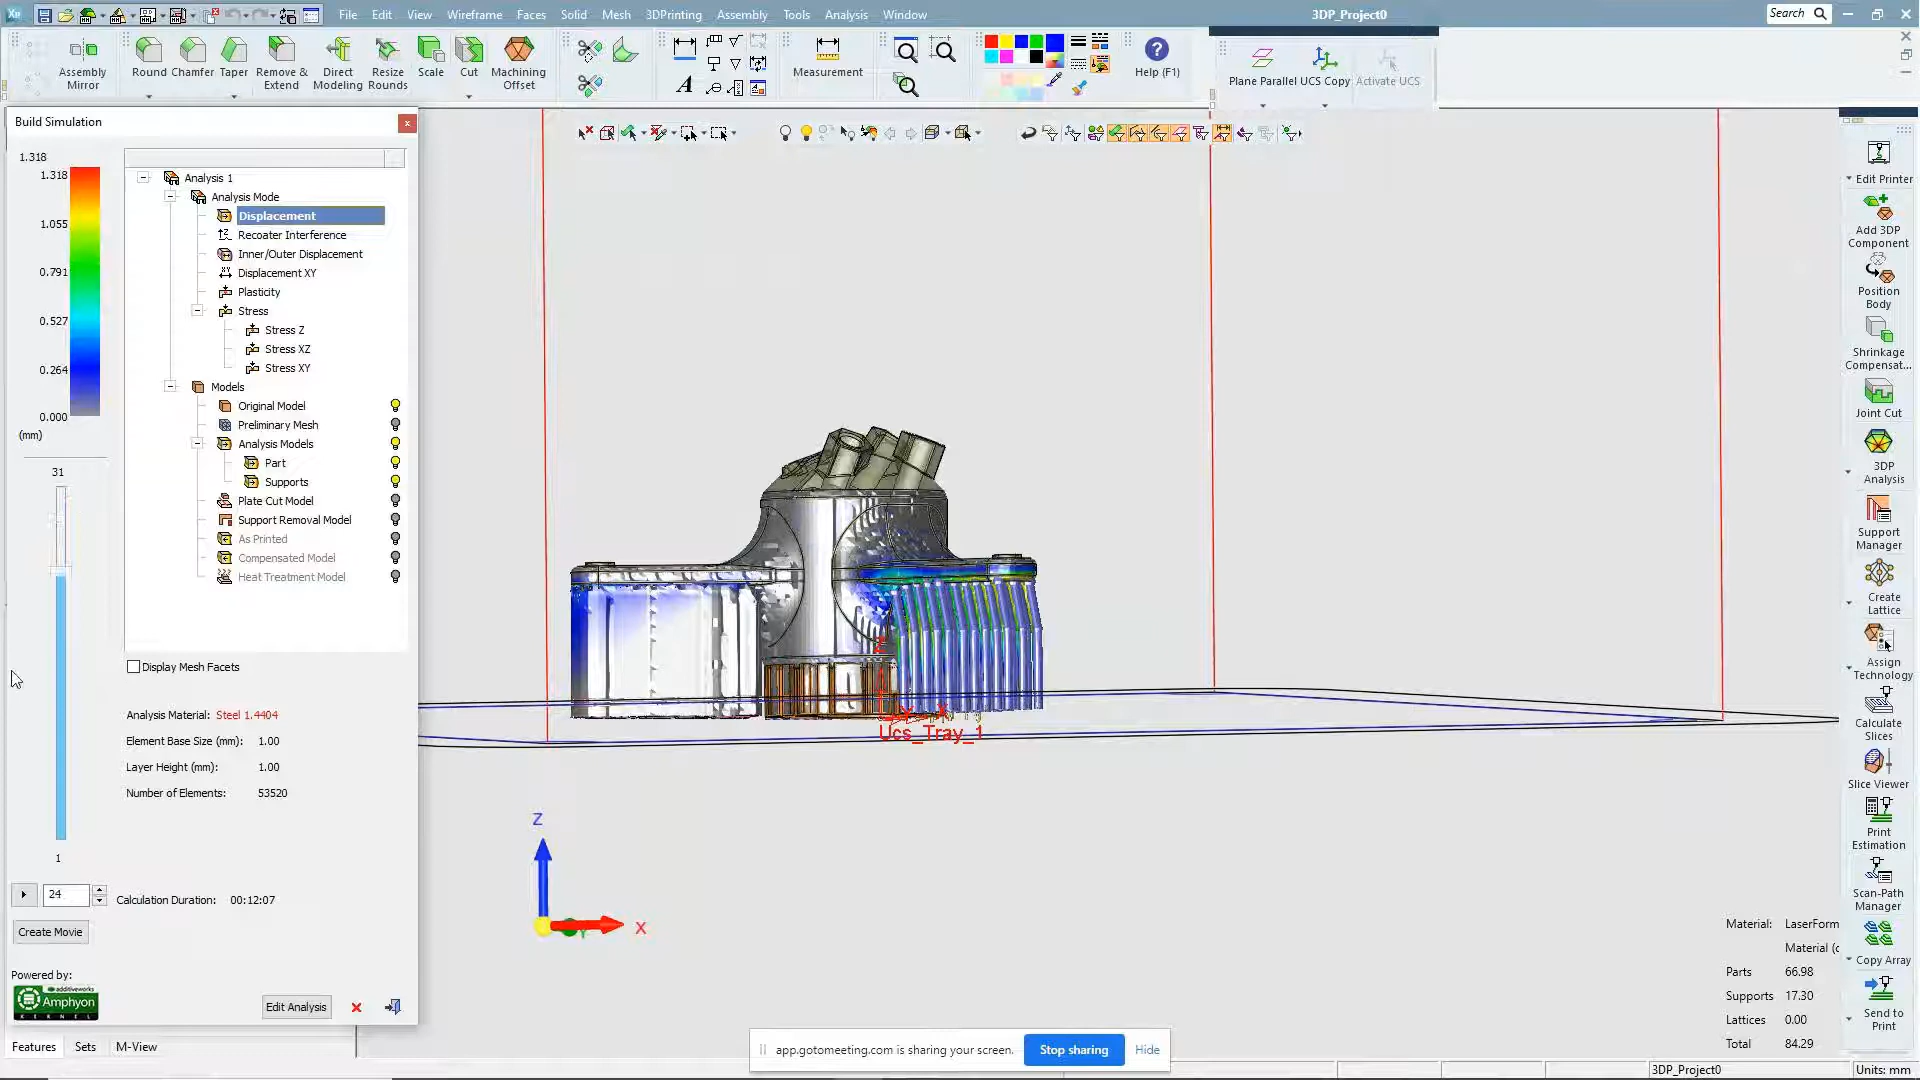 File Edit View Wireframe Faces Solid Mesh 3DPrinting Assembly Tools Analysis Window
3DP_Project0
Search
Assembly Mirror
Round
Chamfer
Taper
Remove & Extend
Direct Modeling
Resize Rounds
Scale
Cut
Machining Offset
Measurement
Help (F1)
Plane Parallel
UCS Copy
Activate UCS
Build Simulation
1.318
1.318
1.055
0.791
0.527
0.264
0.000
(mm)
Analysis 1
Analysis Mode
Displacement
Recoater Interference
Inner/Outer Displacement
Displacement XY
Plasticity
Stress
Stress Z
Stress XZ
Stress XY
Models
Original Model
Preliminary Mesh
Analysis Models
Part
Supports
Plate Cut Model
Support Removal Model
As Printed
Compensated Model
Heat Treatment Model
31
1
Display Mesh Facets
Analysis Material: Steel 1.4404
Element Base Size (mm): 1.00
Layer Height (mm): 1.00
Number of Elements: 53520
24
Calculation Duration: 00:12:07
Create Movie
Powered by:
additiveworks
Amphyon
KERNEL
Edit Analysis
Features Sets M-View
Z
X
Ucs_Tray_1
Z
X
Y
Edit Printer
Add 3DP Component
Position Body
Shrinkage Compensat...
Joint Cut
3DP Analysis
Support Manager
Create Lattice
Assign Technology
Calculate Slices
Slice Viewer
Print Estimation
Scan-Path Manager
Copy Array
Send to Print
Material: LaserForm
Material (c
Parts 66.98
Supports 17.30
Lattices 0.00
Total 84.29
app.gotomeeting.com is sharing your screen. Stop sharing Hide
3DP_Project0
Units: mm